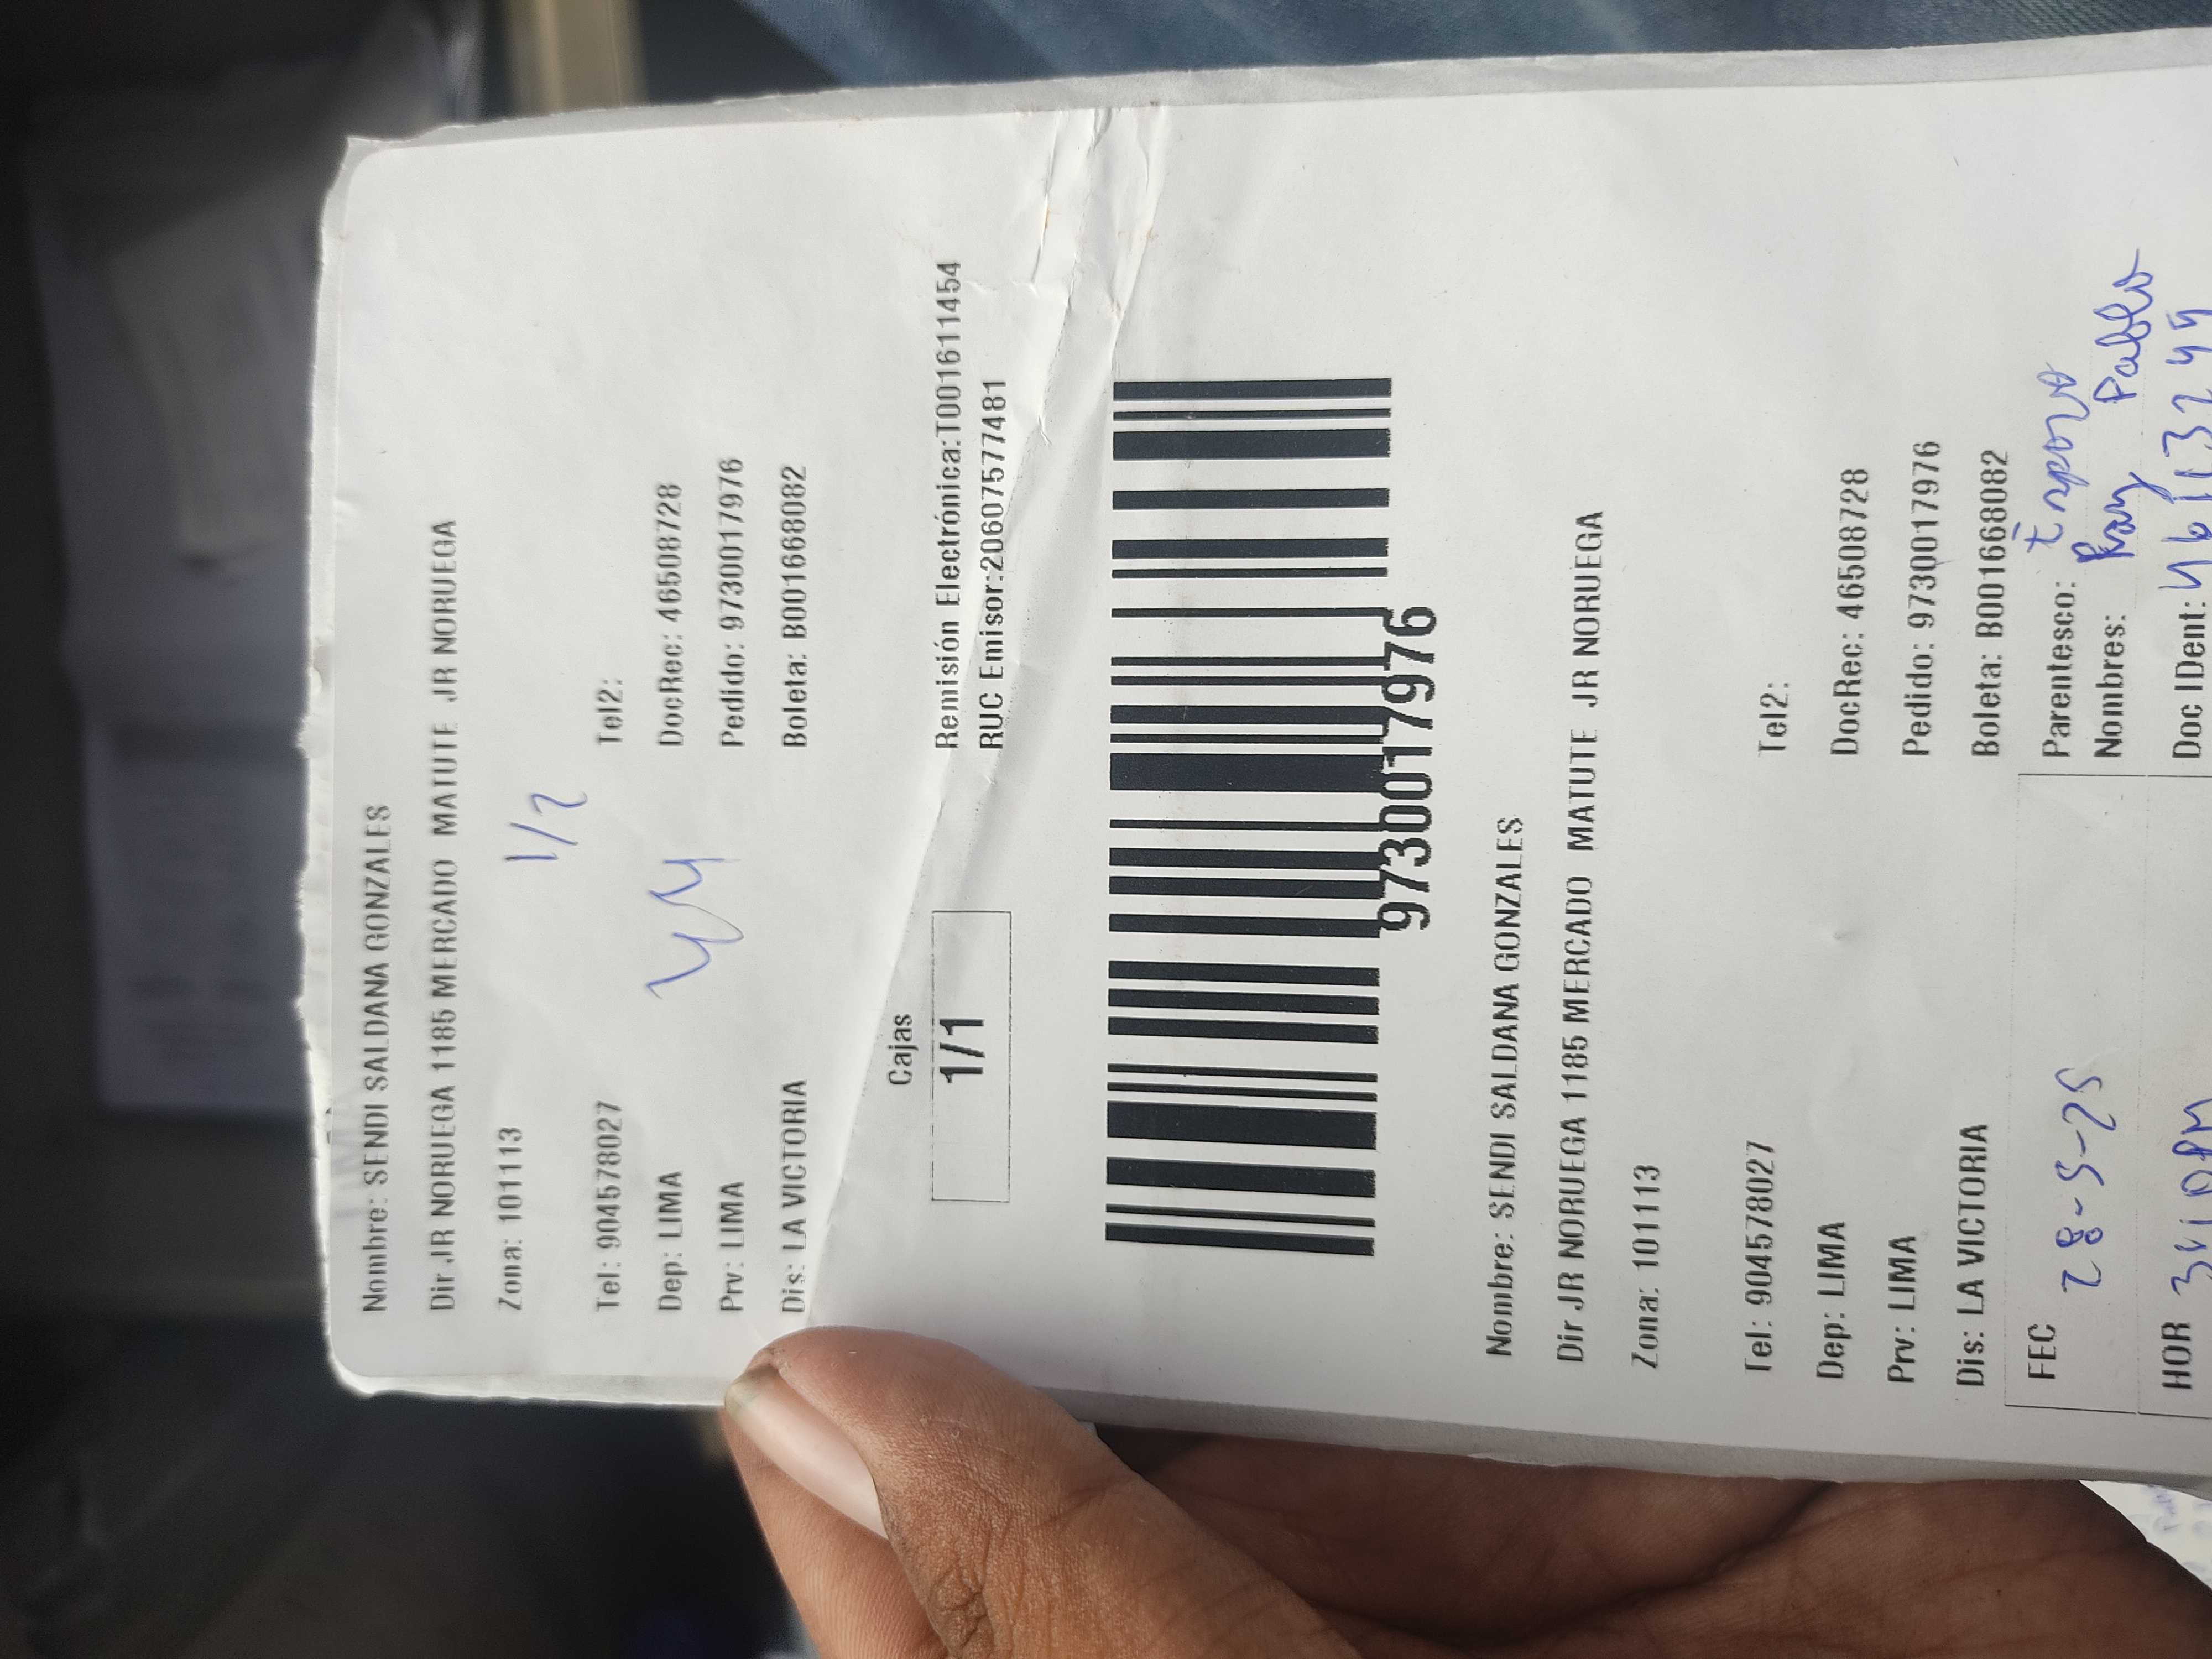 Nombre: SENDI SALDANA GONZALES
Dir JR NORUEGA 1185 MERCADO MATUTE JR NORUEGA
Zona: 101113
1/2
Tel: 904578027 Tel2:
Dep: LIMA DocRec: 46508728
Prv: LIMA Pedido: 9730017976
Dis: LA VICTORIA Boleta: B001668082
Cajas
1/1
Remisión Electrónica:T001611454
RUC Emisor:20607577481
9730017976
Nombre: SENDI SALDANA GONZALES
Dir JR NORUEGA 1185 MERCADO MATUTE JR NORUEGA
Zona: 101113
Tel: 904578027 Tel2:
Dep: LIMA DocRec: 46508728
Prv: LIMA Pedido: 9730017976
Dis: LA VICTORIA Boleta: B001668082
FEC 28-5-25 Parentesco: Esposo
Nombres: Pablo
HOR Doc IDent: 46113245